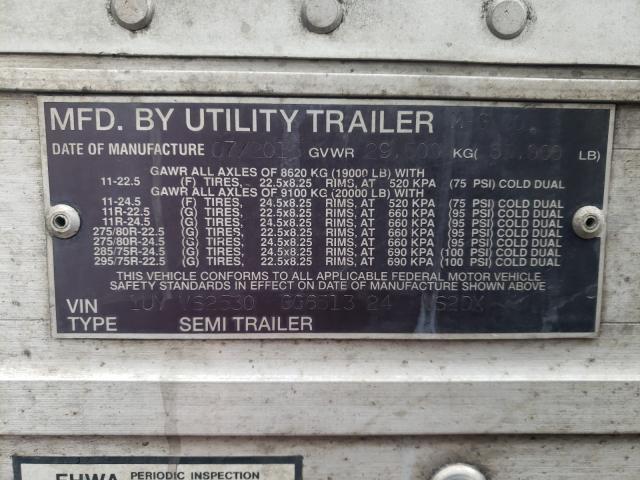 MFD. BY UTILITY TRAILER
DATE OF MANUFACTURE GVWR KG( LB)
GAWR ALL AXLES OF 8620 KG (19000 LB) WITH
11-22.5 (F) TIRES, 22.5x8.25 RIMS, AT 520 KPA (75 PSI) COLD DUAL
GAWR ALL AXLES OF 9100 KG (20000 LB) WITH
11-24.5 (F) TIRES, 24.5x8.25 RIMS, AT 520 KPA (75 PSI) COLD DUAL
11R-22.5 (G) TIRES, 22.5x8.25 RIMS, AT 660 KPA (95 PSI) COLD DUAL
11R-24.5 (G) TIRES, 24.5x8.25 RIMS, AT 660 KPA (95 PSI) COLD DUAL
275/80R-22.5 (G) TIRES, 22.5x8.25 RIMS, AT 660 KPA (95 PSI) COLD DUAL
275/80R-24.5 (G) TIRES, 24.5x8.25 RIMS, AT 660 KPA (95 PSI) COLD DUAL
285/75R-24.5 (G) TIRES, 24.5x8.25 RIMS, AT 690 KPA (100 PSI) COLD DUAL
295/75R-22.5 (G) TIRES, 22.5x8.25 RIMS, AT 690 KPA (100 PSI) COLD DUAL
THIS VEHICLE CONFORMS TO ALL APPLICABLE FEDERAL MOTOR VEHICLE
SAFETY STANDARDS IN EFFECT ON DATE OF MANUFACTURE SHOWN ABOVE
VIN
TYPE SEMI TRAILER
FHWA PERIODIC INSPECTION